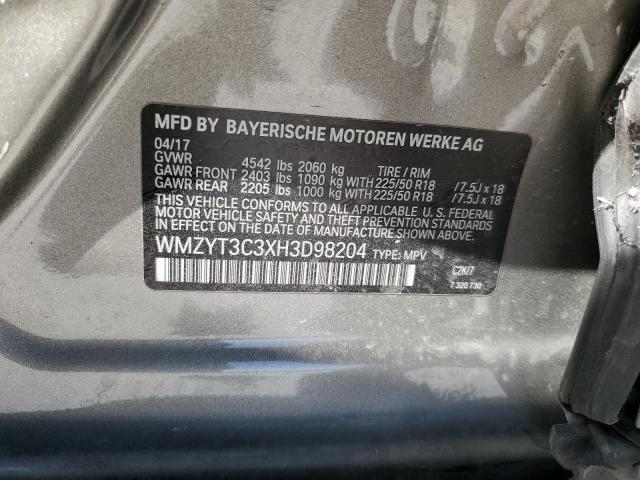 MFD BY BAYERISCHE MOTOREN WERKE AG
04/17
GVWR 4542 lbs 2060 kg TIRE / RIM
GAWR FRONT 2403 lbs 1090 kg WITH 225/50 R18 /7.5J x 18
GAWR REAR 2205 lbs 1000 kg WITH 225/50 R18 /7.5J x 18
THIS VEHICLE CONFORMS TO ALL APPLICABLE U.S. FEDERAL
MOTOR VEHICLE SAFETY AND THEFT PREVENTION STANDARDS
IN EFFECT ON THE DATE OF MANUFACTURE SHOWN ABOVE.
WMZYT3C3XH3D98204 TYPE: MPV
C2K/7
7 320 730